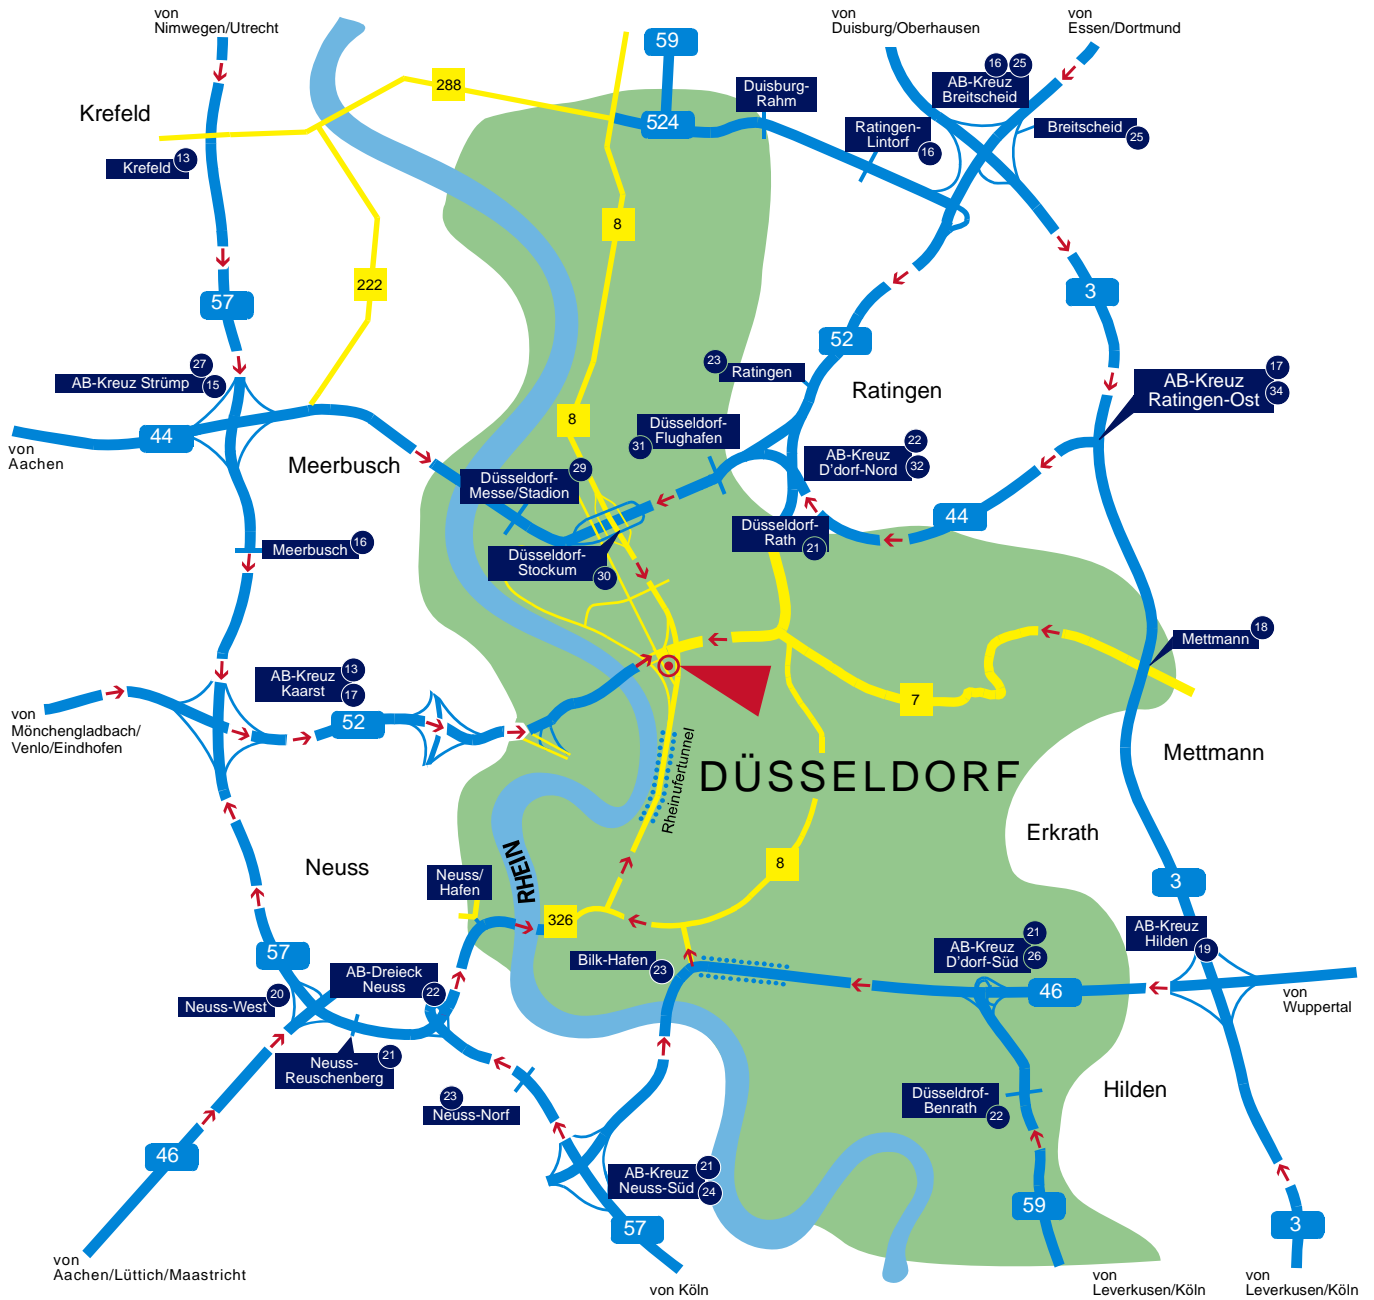 von
Nimwegen/Utrecht
von
Duisburg/Oberhausen
von
Essen/Dortmund
59
16
25
AB-Kreuz
Breitscheid
288
Duisburg-
Rahm
Krefeld
524
Ratingen-
Lintorf
16
Breitscheid
25
Krefeld
13
8
222
57
3
52
27
AB-Kreuz Strümp
15
23
Ratingen
Ratingen
17
AB-Kreuz
Ratingen-Ost
34
44
8
Düsseldorf-
Flughafen
31
22
AB-Kreuz
D'dorf-Nord
32
von
Aachen
Meerbusch
29
Düsseldorf-
Messe/Stadion
44
Düsseldorf-
Rath
21
Meerbusch
16
Düsseldorf-
Stockum
30
18
Mettmann
13
AB-Kreuz
Kaarst
17
7
von
Mönchengladbach/
Venlo/Eindhofen
52
Rheinufertunnel
DÜSSELDORF
Mettmann
Erkrath
Neuss
Neuss/
Hafen
RHEIN
8
3
326
57
AB-Kreuz
Hilden
19
21
AB-Kreuz
D'dorf-Süd
26
Bilk-Hafen
23
AB-Dreieck
Neuss
22
Neuss-West
20
46
von
Wuppertal
Neuss-
Reuschenberg
21
23
Neuss-Norf
Düsseldrof-
Benrath
22
Hilden
46
21
AB-Kreuz
Neuss-Süd
24
59
57
3
von
Aachen/Lüttich/Maastricht
von Köln
von
Leverkusen/Köln
von
Leverkusen/Köln